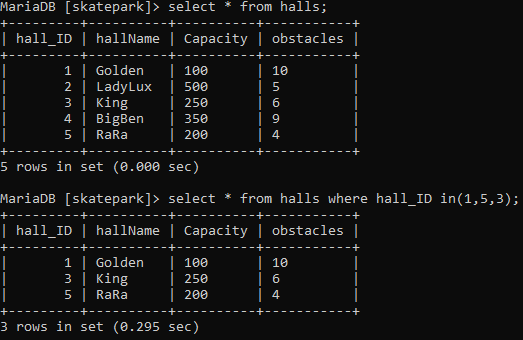 MariaDB [skatepark]> select * from halls;
+---------+----------+----------+-----------+
| hall_ID | hallName | Capacity | obstacles |
+---------+----------+----------+-----------+
|       1 | Golden   | 100      | 10        |
|       2 | LadyLux  | 500      | 5         |
|       3 | King     | 250      | 6         |
|       4 | BigBen   | 350      | 9         |
|       5 | RaRa     | 200      | 4         |
+---------+----------+----------+-----------+
5 rows in set (0.000 sec)

MariaDB [skatepark]> select * from halls where hall_ID in(1,5,3);
+---------+----------+----------+-----------+
| hall_ID | hallName | Capacity | obstacles |
+---------+----------+----------+-----------+
|       1 | Golden   | 100      | 10        |
|       3 | King     | 250      | 6         |
|       5 | RaRa     | 200      | 4         |
+---------+----------+----------+-----------+
3 rows in set (0.295 sec)